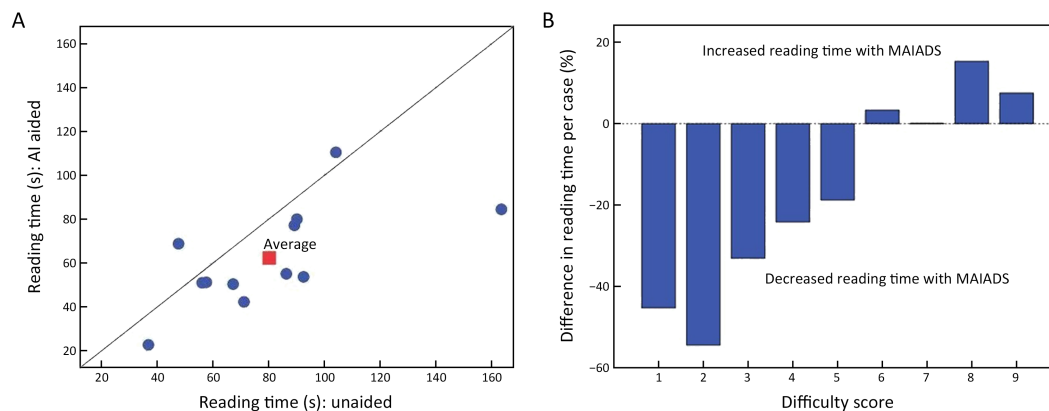 A
Reading time (s): AI aided
160
140
120
100
80
60
40
20
Average
20 40 60 80 100 120 140 160
Reading time (s): unaided
B
Difference in reading time per case (%)
20
0
−20
−40
−60
Increased reading time with MAIADS
Decreased reading time with MAIADS
1 2 3 4 5 6 7 8 9
Difficulty score